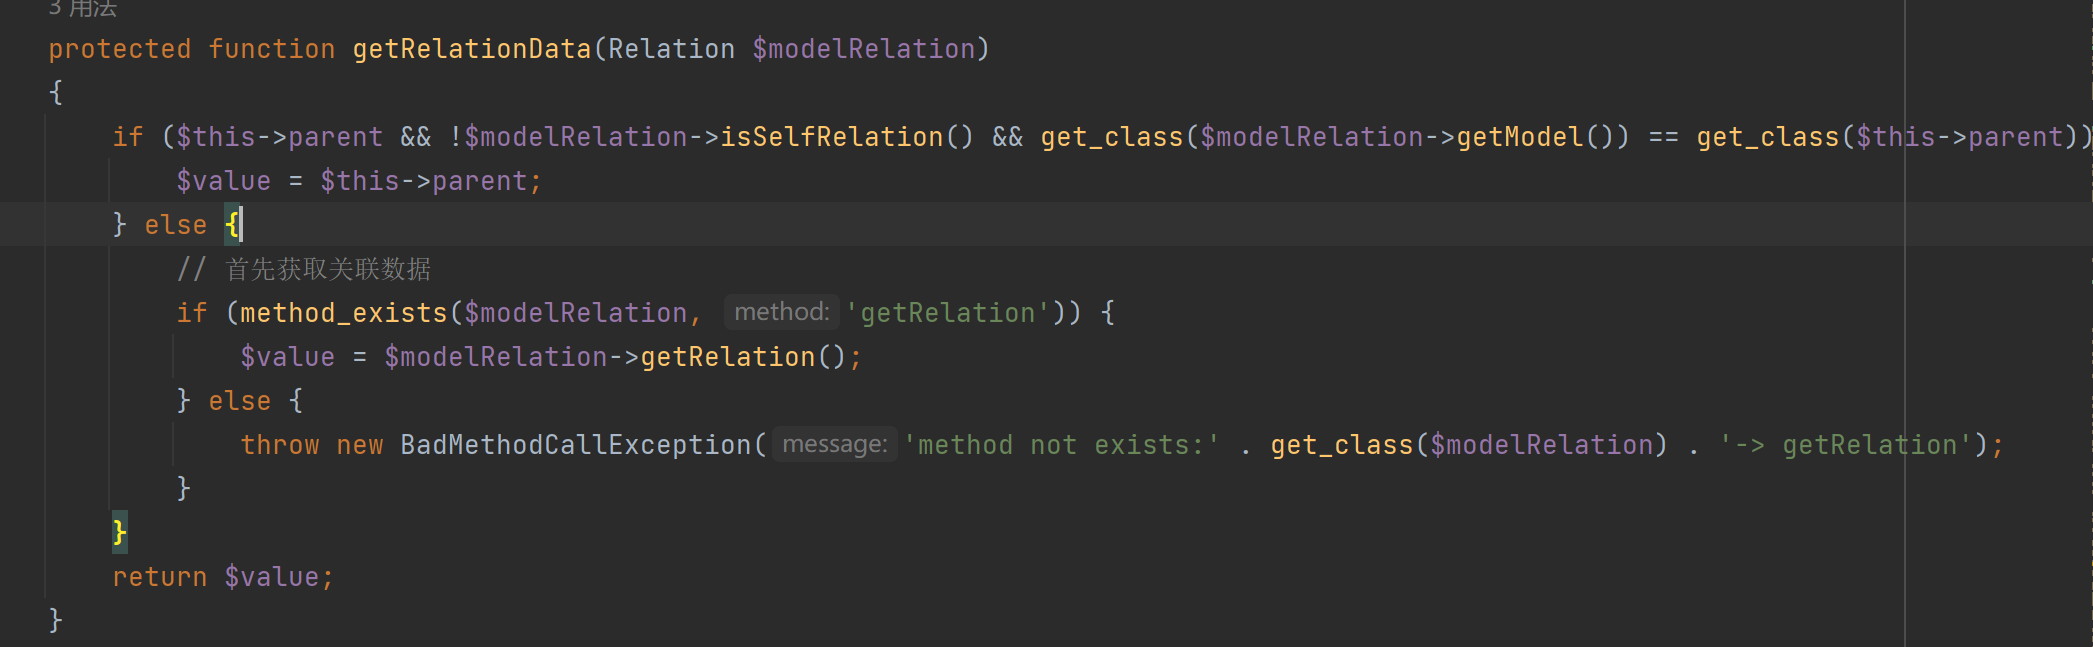 3 用法
protected function getRelationData(Relation $modelRelation)
{
if ($this->parent && !$modelRelation->isSelfRelation() && get_class($modelRelation->getModel()) == get_class($this->parent))
$value = $this->parent;
} else {
// 首先获取关联数据
if (method_exists($modelRelation, method: 'getRelation')) {
$value = $modelRelation->getRelation();
} else {
throw new BadMethodCallException( message: 'method not exists:' . get_class($modelRelation) . '-> getRelation');
}
}
return $value;
}